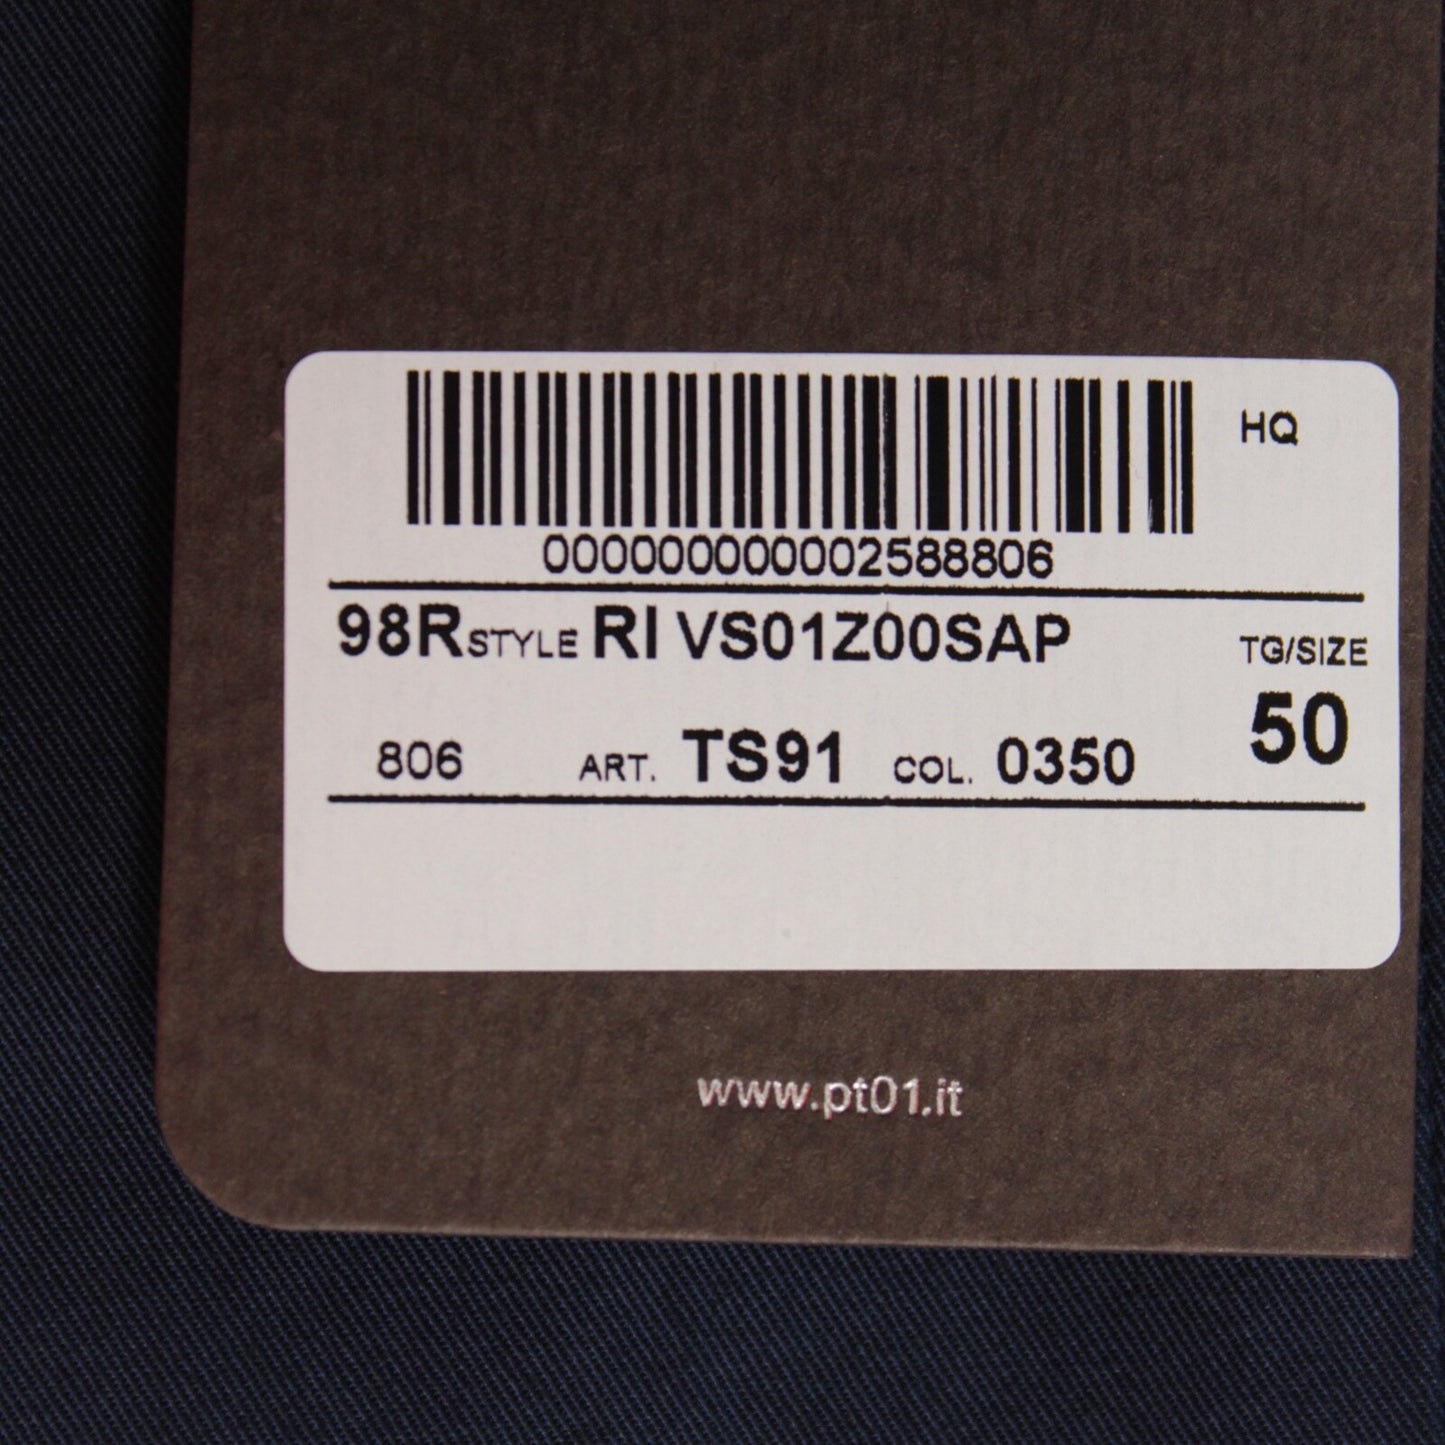 HQ
000000000002588806
98R STYLE RI VS01Z00SAP
TG/SIZE
50
806 ART. TS91 COL. 0350
www.pt01.it